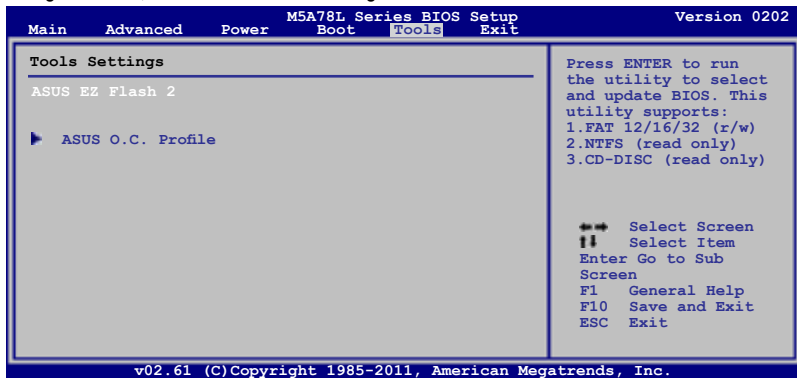 M5A78L Series BIOS Setup Version 0202
Main Advanced Power Boot Tools Exit
Tools Settings
ASUS EZ Flash 2
ASUS O.C. Profile
Press ENTER to run
the utility to select
and update BIOS. This
utility supports:
1.FAT 12/16/32 (r/w)
2.NTFS (read only)
3.CD-DISC (read only)
Select Screen
Select Item
Enter Go to Sub
Screen
F1 General Help
F10 Save and Exit
ESC Exit
v02.61 (C)Copyright 1985-2011, American Megatrends, Inc.